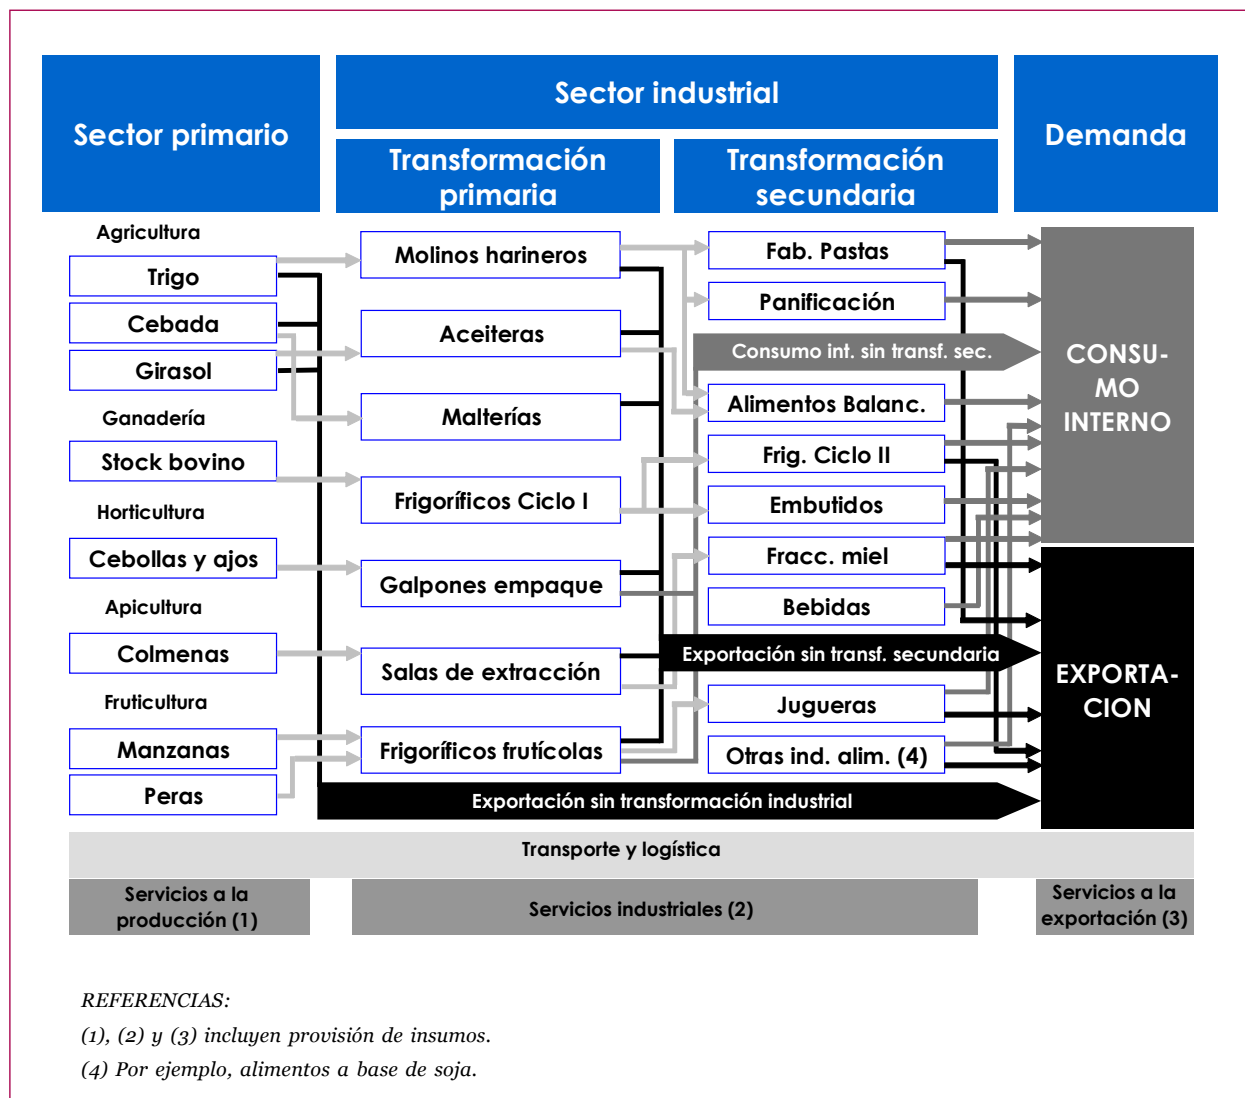 Sector primario
Sector industrial
Demanda
Transformación
primaria
Transformación
secundaria
Agricultura
Trigo
Cebada
Girasol
Ganadería
Stock bovino
Horticultura
Cebollas y ajos
Apicultura
Colmenas
Fruticultura
Manzanas
Peras
Molinos harineros
Aceiteras
Malterías
Frigoríficos Ciclo I
Galpones empaque
Salas de extracción
Frigoríficos frutícolas
Fab. Pastas
Panificación
Consumo int. sin transf. sec.
Alimentos Balanc.
Frig. Ciclo II
Embutidos
Fracc. miel
Bebidas
Exportación sin transf. secundaria
Jugueras
Otras ind. alim. (4)
Exportación sin transformación industrial
CONSU-
MO
INTERNO
EXPORTA-
CION
Transporte y logística
Servicios a la
producción (1)
Servicios industriales (2)
Servicios a la
exportación (3)
REFERENCIAS:
(1), (2) y (3) incluyen provisión de insumos.
(4) Por ejemplo, alimentos a base de soja.